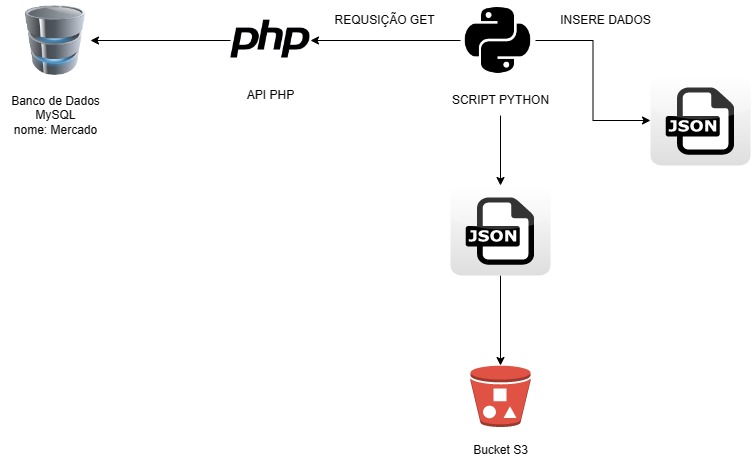 REQUSIÇÃO GET
INSERE DADOS
php
API PHP
SCRIPT PYTHON
Banco de Dados
MySQL
nome: Mercado
JSON
JSON
Bucket S3